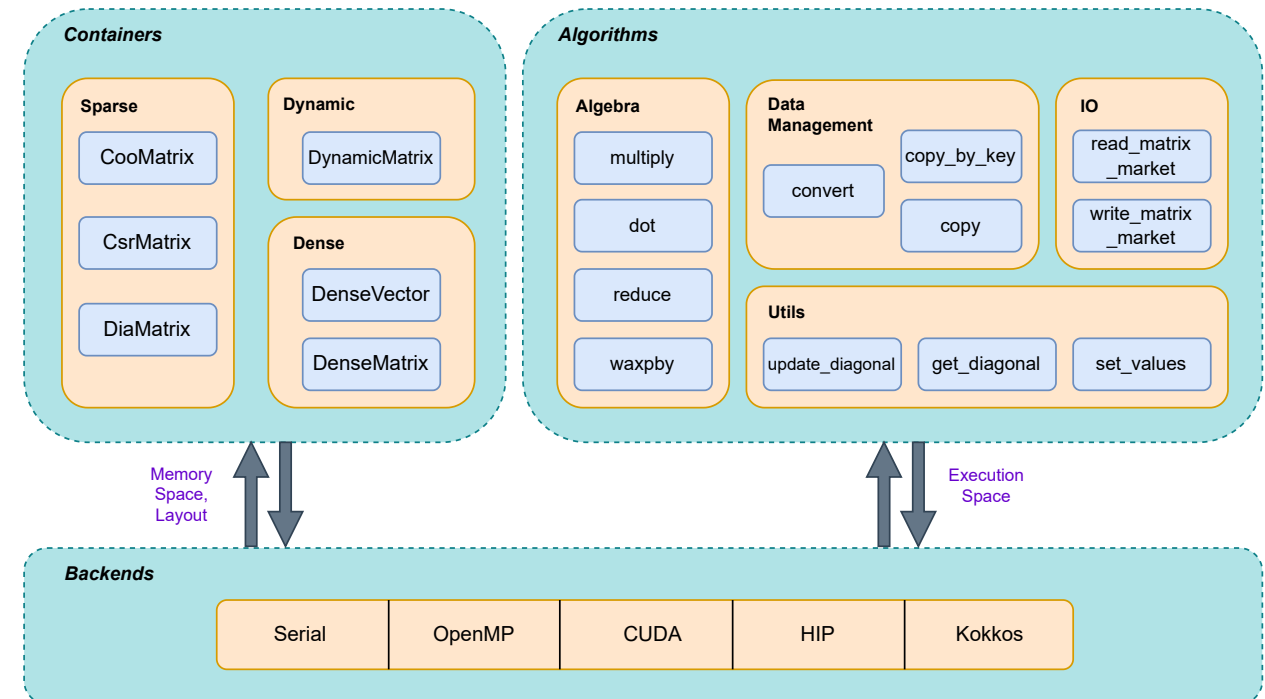 Containers
Sparse
CooMatrix
CsrMatrix
DiaMatrix
Dynamic
DynamicMatrix
Dense
DenseVector
DenseMatrix
Algorithms
Algebra
multiply
dot
reduce
waxpby
Data
Management
convert
copy_by_key
copy
IO
read_matrix
_market
write_matrix
_market
Utils
update_diagonal
get_diagonal
set_values
Memory
Space,
Layout
Execution
Space
Backends
Serial
OpenMP
CUDA
HIP
Kokkos